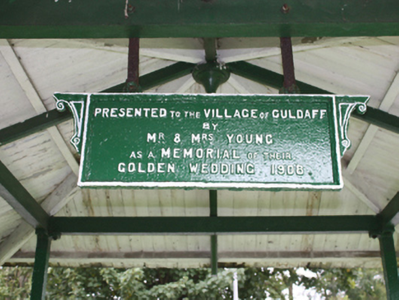 PRESENTED TO THE VILLAGE OF CULDAFF
BY
MR & MRS YOUNG
AS A MEMORIAL OF THEIR
GOLDEN WEDDING 1908